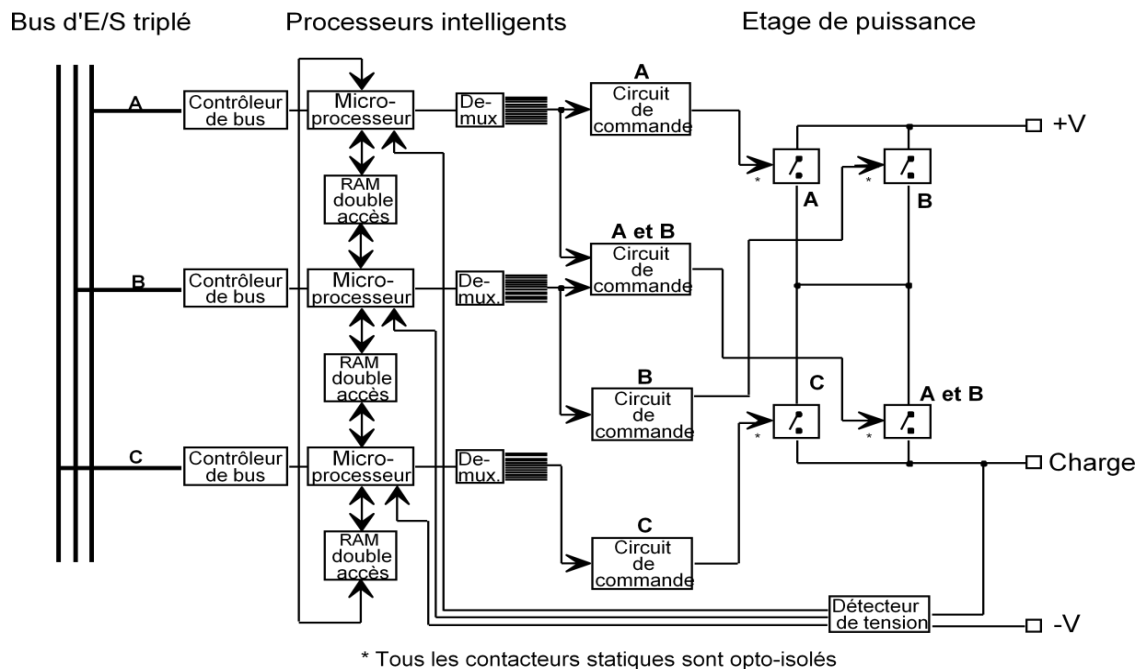 Bus d'E/S triplé
Processeurs intelligents
Etage de puissance
A
Contrôleur
de bus
Micro-
processeur
De-
mux
A
Circuit
de
commande
+V
*
A
*
B
RAM
double
accès
A et B
Circuit
de
commande
B
Contrôleur
de bus
Micro-
processeur
De-
mux.
RAM
double
accès
B
Circuit
de
commande
C
*
A et B
*
C
Contrôleur
de bus
Micro-
processeur
De-
mux.
Charge
RAM
double
accès
C
Circuit
de
commande
Détecteur
de tension
-V
* Tous les contacteurs statiques sont opto-isolés